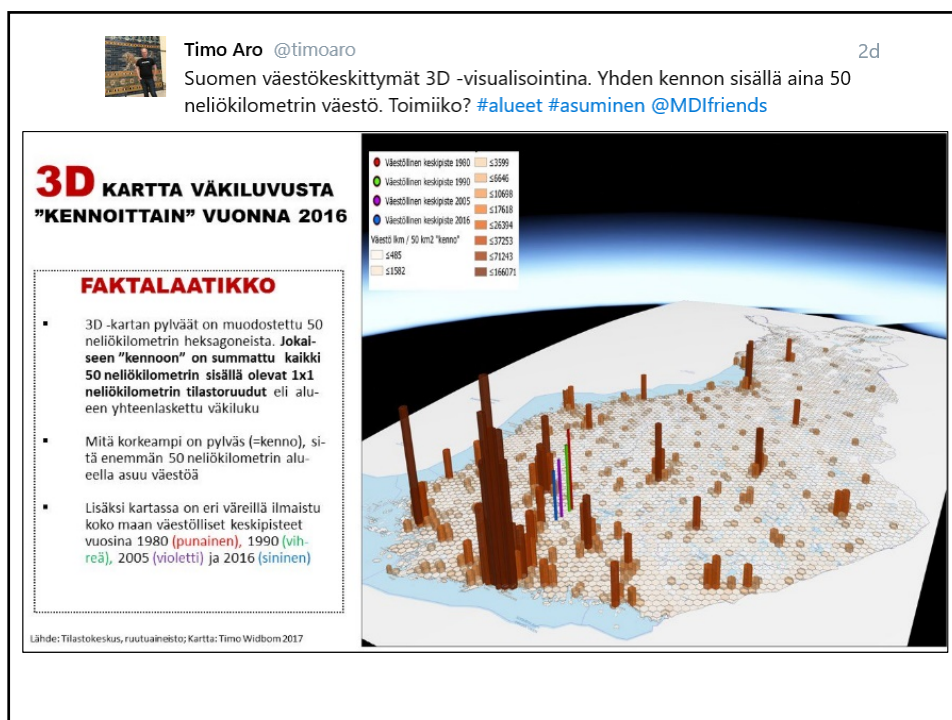 Timo Aro @timoaro 2d
Suomen väestökeskittymät 3D -visualisointina. Yhden kennon sisällä aina 50
neliökilometrin väestö. Toimiiko? #alueet #asuminen @MDIfriends
3D KARTTA VÄKILUVUSTA
”KENNOITTAIN” VUONNA 2016
FAKTALAATIKKO
▪ 3D -kartan pylväät on muodostettu 50
neliökilometrin heksagoneista. Jokai-
seen ”kennoon” on summattu kaikki
50 neliökilometrin sisällä olevat 1x1
neliökilometrin tilastoruudut eli alu-
een yhteenlaskettu väkiluku
▪ Mitä korkeampi on pylväs (=kenno), si-
tä enemmän 50 neliökilometrin alu-
eella asuu väestöä
▪ Lisäksi kartassa on eri väreillä ilmaistu
koko maan väestölliset keskipisteet
vuosina 1980 (punainen), 1990 (vih-
reä), 2005 (violetti) ja 2016 (sininen)
Lähde: Tilastokeskus, ruutuaineisto; Kartta: Timo Widbom 2017
Väestöllinen keskipiste 1980
Väestöllinen keskipiste 1990
Väestöllinen keskipiste 2005
Väestöllinen keskipiste 2016
Väestö lkm / 50 km2 "kenno"
≤485
≤1582
≤3599
≤6646
≤10698
≤17618
≤26394
≤37253
≤71243
≤166071